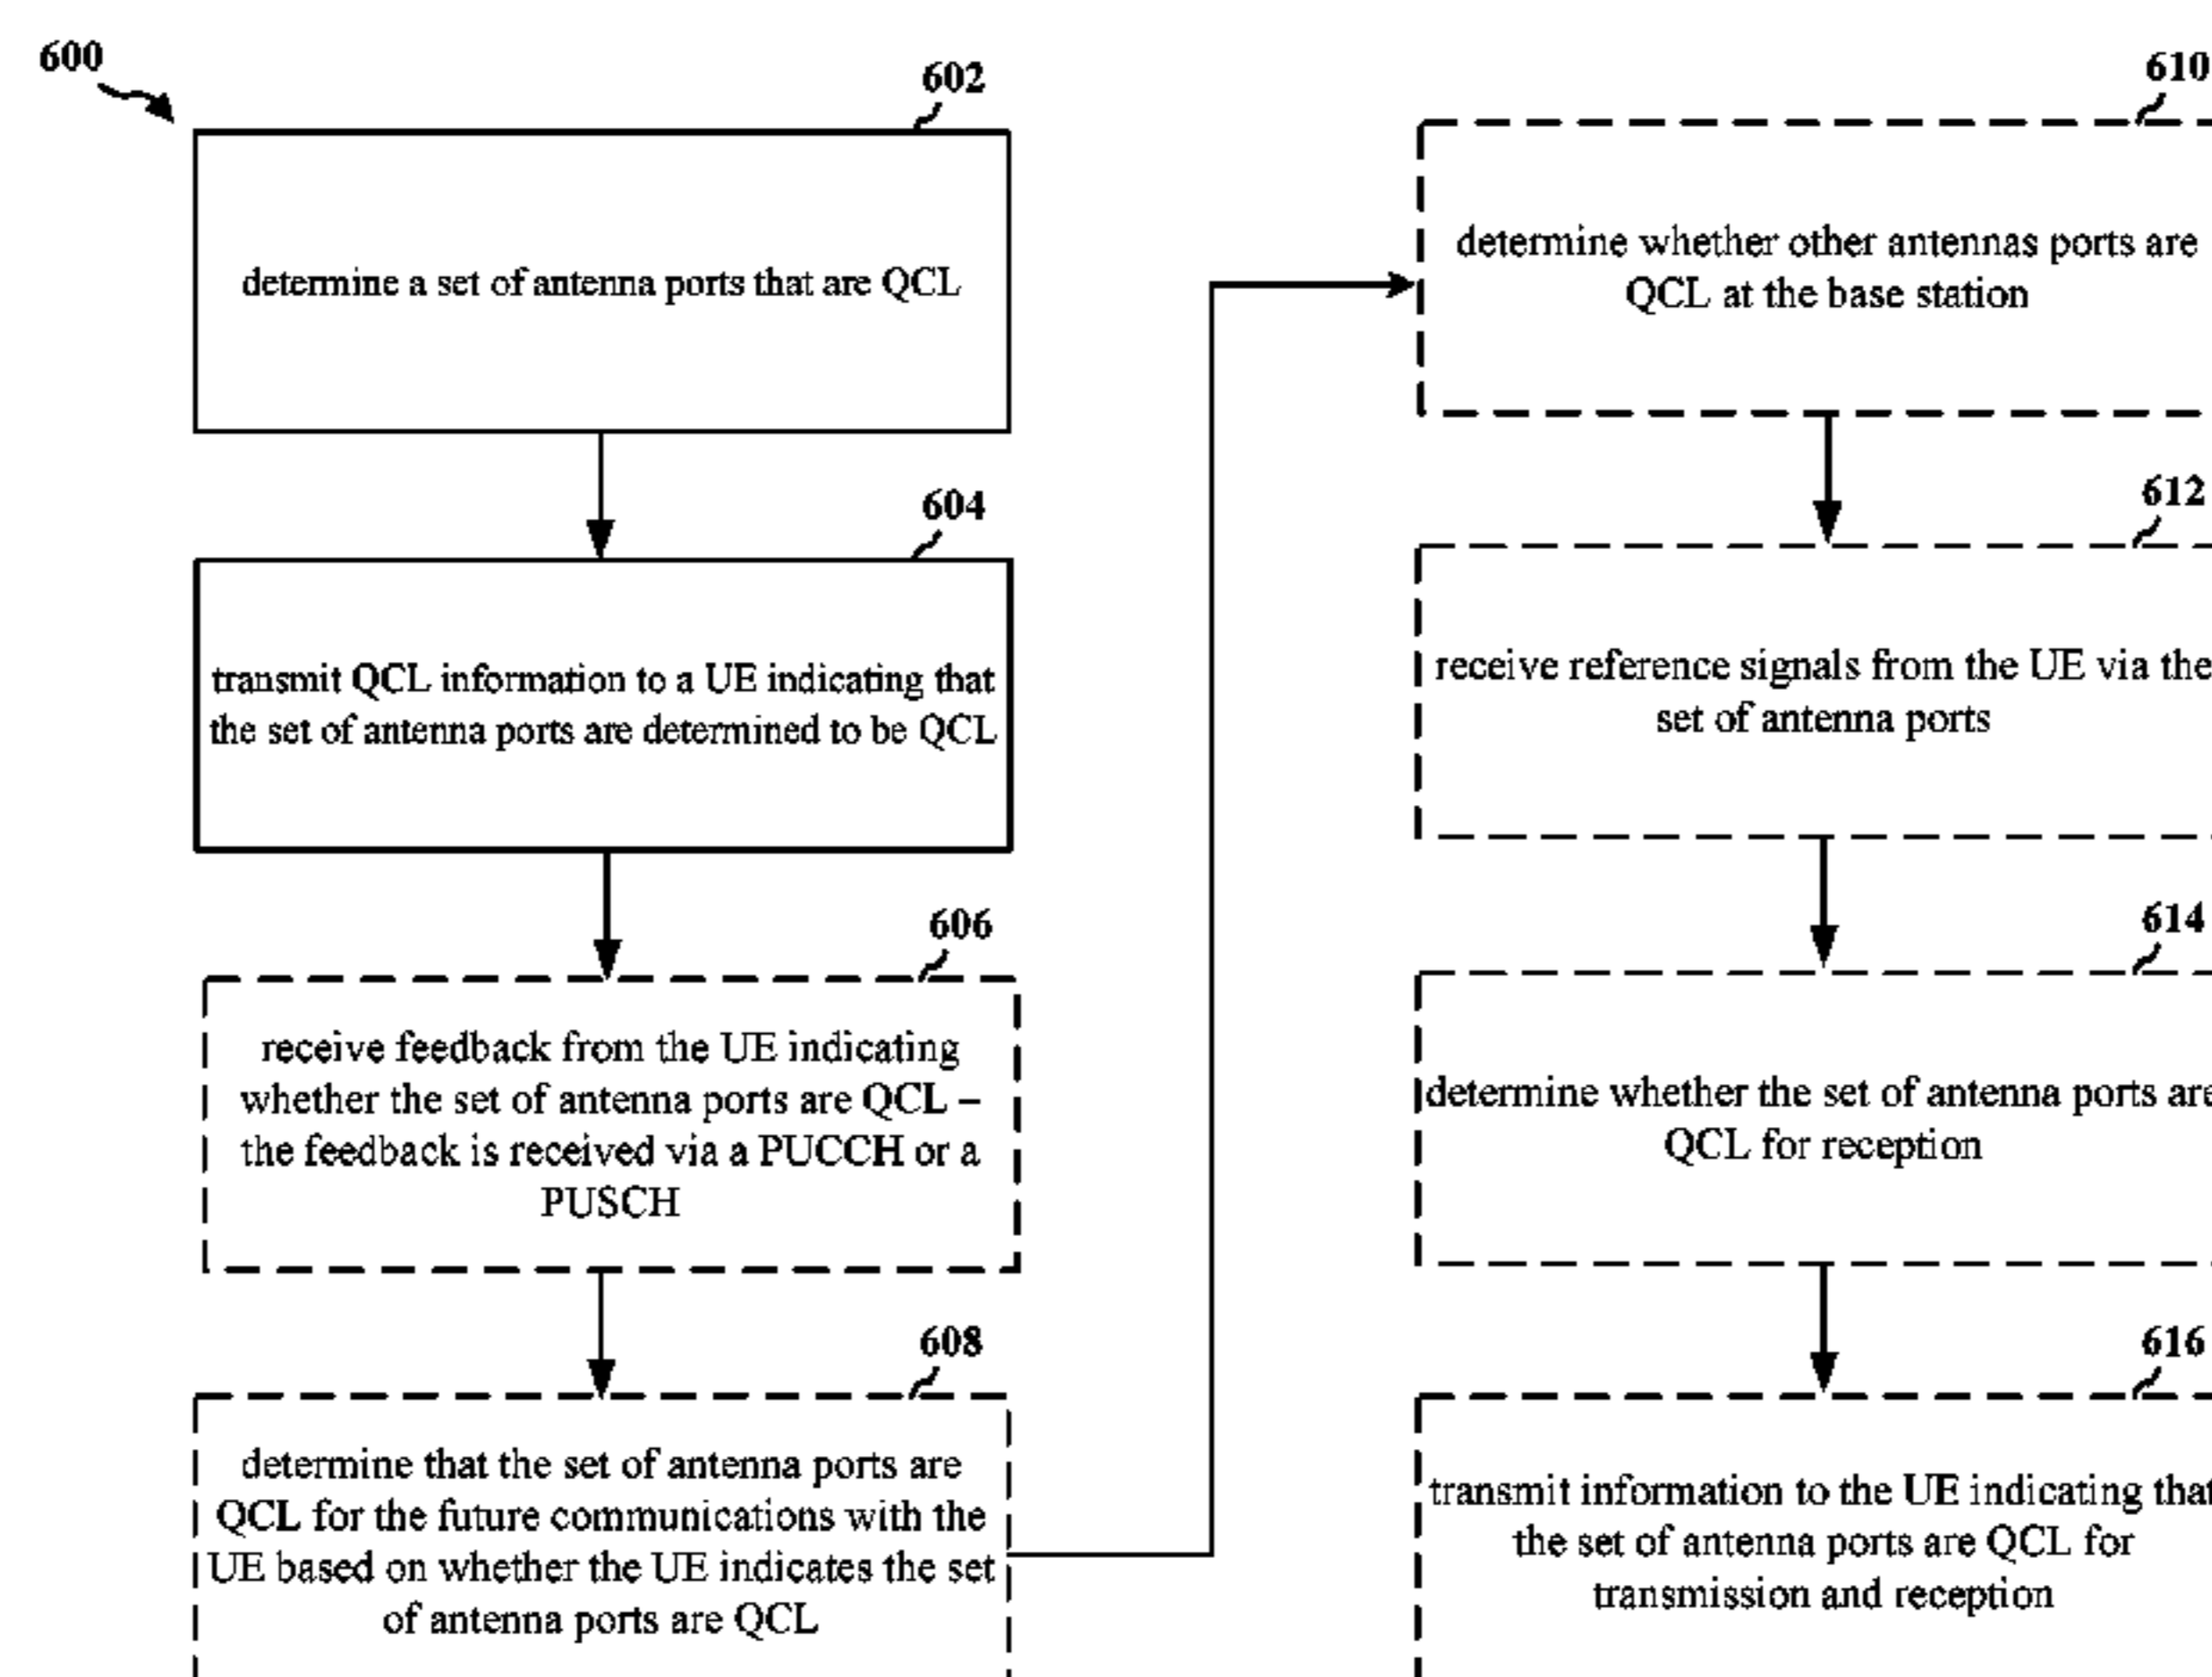 600
602
determine a set of antenna ports that are QCL
604
transmit QCL information to a UE indicating that
the set of antenna ports are determined to be QCL
606
receive feedback from the UE indicating
whether the set of antenna ports are QCL –
the feedback is received via a PUCCH or a
PUSCH
608
determine that the set of antenna ports are
QCL for the future communications with the
UE based on whether the UE indicates the set
of antenna ports are QCL
610
determine whether other antennas ports are
QCL at the base station
612
receive reference signals from the UE via the
set of antenna ports
614
determine whether the set of antenna ports are
QCL for reception
616
transmit information to the UE indicating that
the set of antenna ports are QCL for
transmission and reception